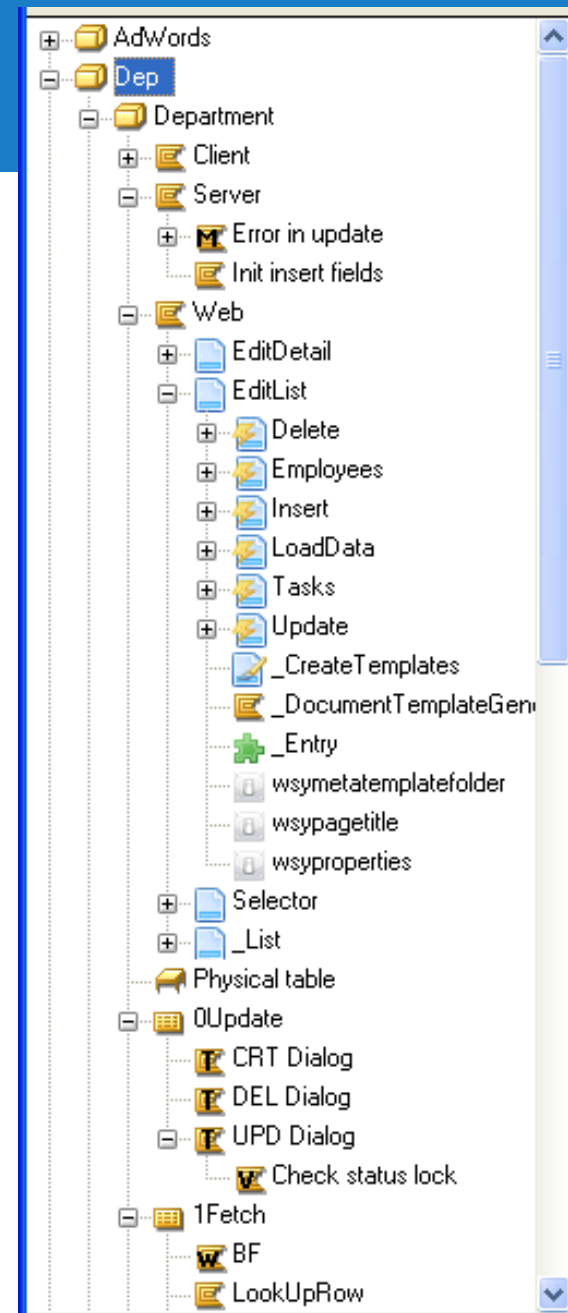 AdWords
Dep
Department
Client
Server
Error in update
Init insert fields
Web
EditDetail
EditList
Delete
Employees
Insert
LoadData
Tasks
Update
_CreateTemplates
_DocumentTemplateGen
_Entry
wsymetatemplatefolder
wsypagetitle
wsyproperties
Selector
_List
Physical table
0Update
CRT Dialog
DEL Dialog
UPD Dialog
Check status lock
1Fetch
BF
LookUpRow